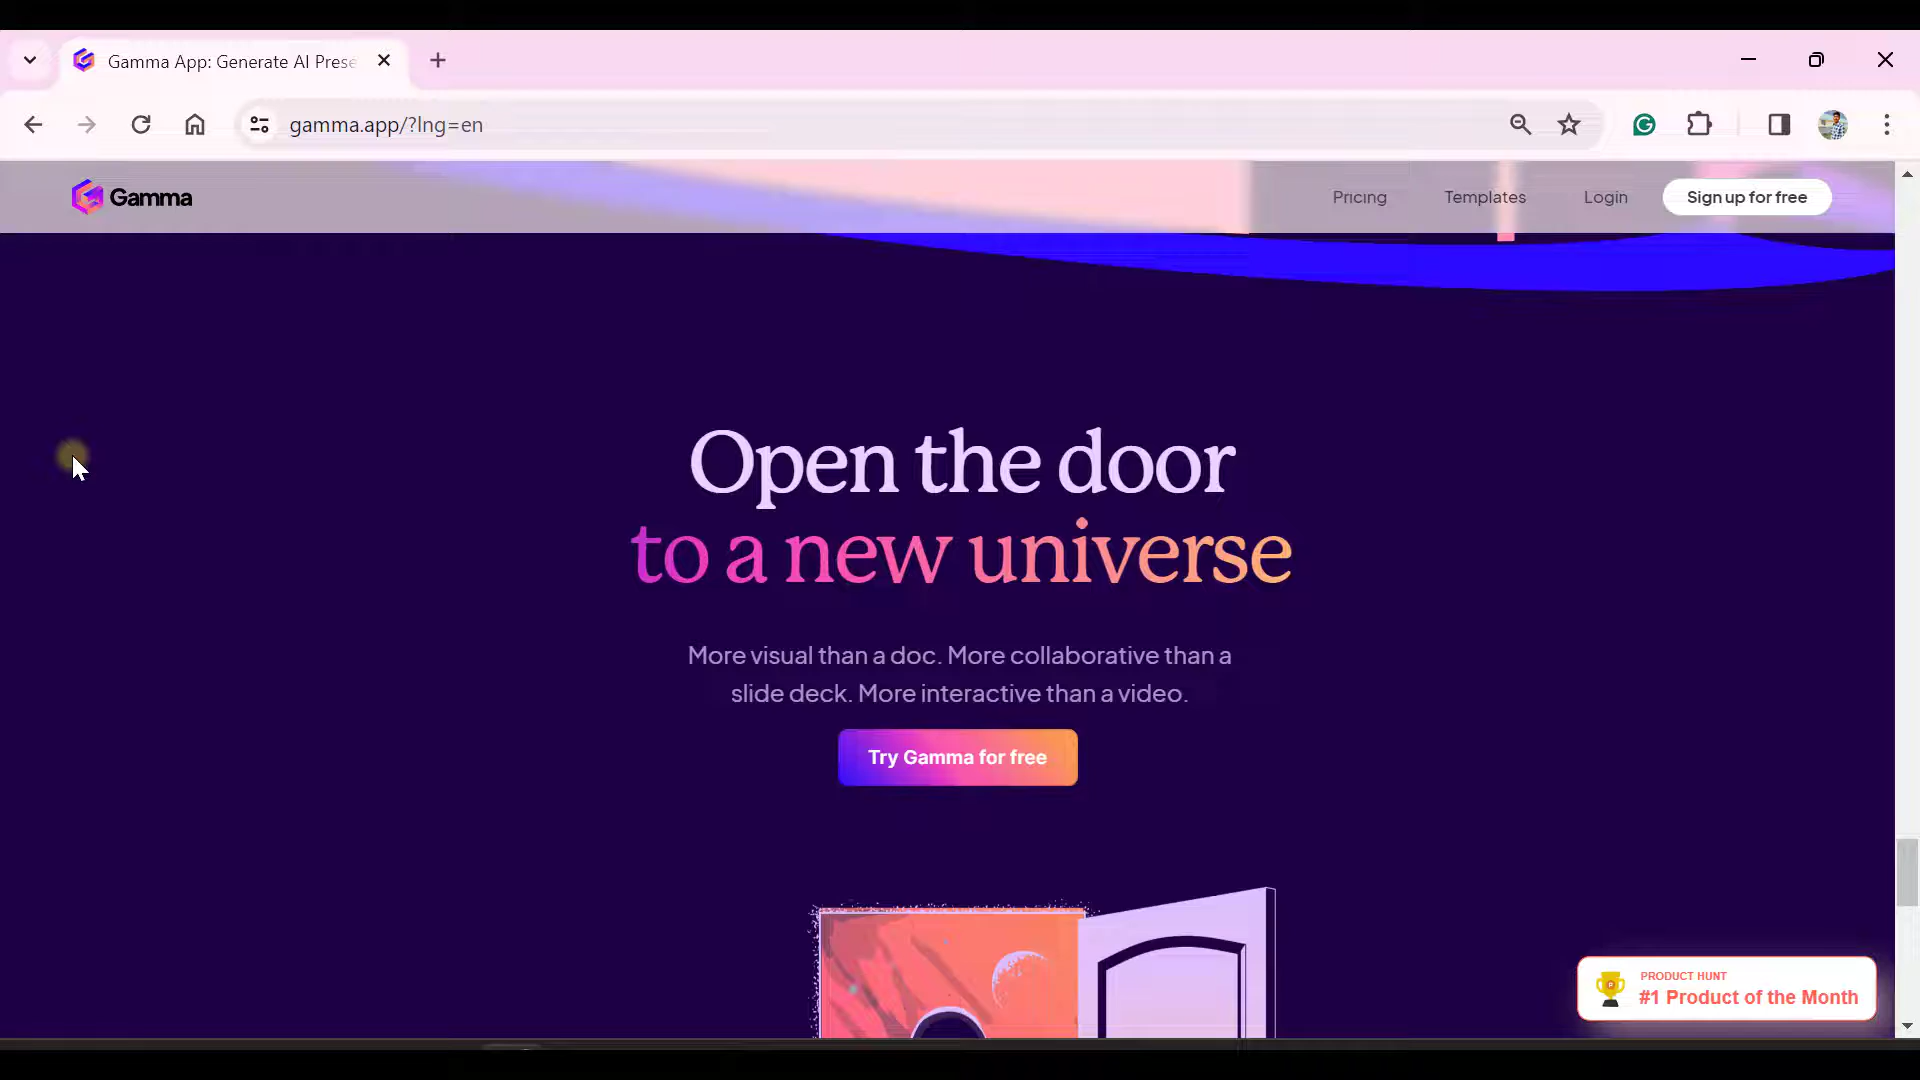 Gamma App: Generate AI Prese
gamma.app/?lng=en
Gamma
Pricing
Templates
Login
Sign up for free
Open the door
to a new universe
More visual than a doc. More collaborative than a
slide deck. More interactive than a video.
Try Gamma for free
PRODUCT HUNT
#1 Product of the Month